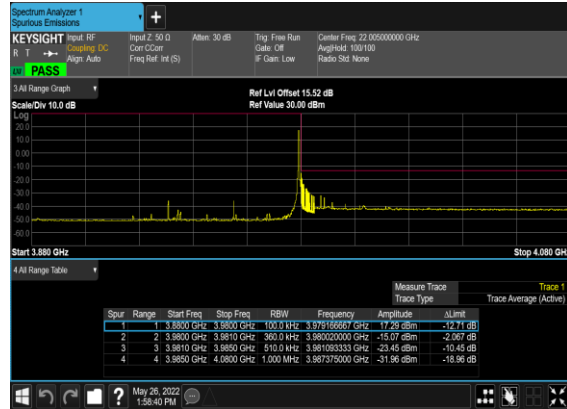 Spectrum Analyzer 1
Spurious Emissions
+
KEYSIGHT Input: RF Input Z: 50 Ω Atten: 30 dB Trig: Free Run Center Freq: 22.005000000 GHz
R T Coupling: DC Corr CCorr Gate: Off Avg|Hold: 100/100
Align: Auto Freq Ref: Int (S) IF Gain: Low Radio Std: None
PASS
3 All Range Graph
Ref Lvl Offset 15.52 dB
Scale/Div 10.0 dB Ref Value 30.00 dBm
Log
20.0
10.0
0.00
-10.0
-20.0
-30.0
-40.0
-50.0
-60.0
Start 3.880 GHz Stop 4.080 GHz
4 All Range Table
Measure Trace Trace 1
Trace Type Trace Average (Active)
Spur Range Start Freq Stop Freq RBW Frequency Amplitude ΔLimit
1 1 3.8800 GHz 3.9800 GHz 100.0 kHz 3.979166667 GHz 17.29 dBm -12.71 dB
2 2 3.9800 GHz 3.9810 GHz 360.0 kHz 3.980020000 GHz -15.07 dBm -2.067 dB
3 3 3.9810 GHz 3.9850 GHz 510.0 kHz 3.981093333 GHz -23.45 dBm -10.45 dB
4 4 3.9850 GHz 4.0800 GHz 1.000 MHz 3.987375000 GHz -31.96 dBm -18.96 dB
? May 26, 2022
1:58:40 PM